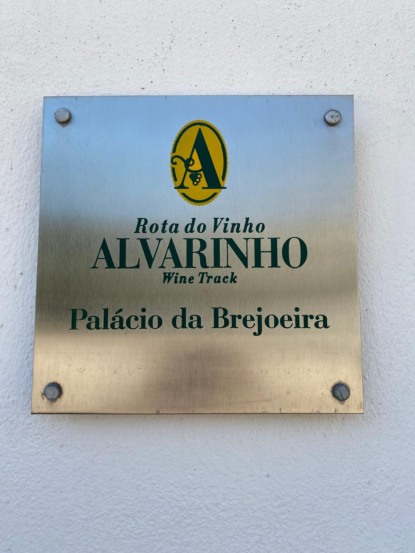 A
Rota do Vinho
ALVARINHO
Wine Track
Palácio da Brejoeira